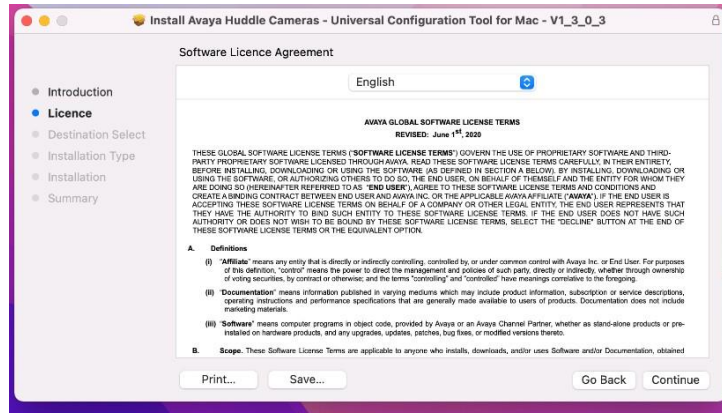 Install Avaya Huddle Cameras - Universal Configuration Tool for Mac - V1_3_0_3
Software Licence Agreement
Introduction
Licence
Destination Select
Installation Type
Installation
Summary
English
AVAYA GLOBAL SOFTWARE LICENSE TERMS
REVISED: June 1st, 2020
THESE GLOBAL SOFTWARE LICENSE TERMS ("SOFTWARE LICENSE TERMS") GOVERN THE USE OF PROPRIETARY SOFTWARE AND THIRD-
PARTY PROPRIETARY SOFTWARE LICENSED THROUGH AVAYA. READ THESE SOFTWARE LICENSE TERMS CAREFULLY, IN THEIR ENTIRETY,
BEFORE INSTALLING, DOWNLOADING OR USING THE SOFTWARE (AS DEFINED IN SECTION A BELOW). BY INSTALLING, DOWNLOADING OR
USING THE SOFTWARE, OR AUTHORIZING OTHERS TO DO SO, THE END USER, ON BEHALF OF THEMSELF AND THE ENTITY FOR WHOM THEY
ARE DOING SO (HEREINAFTER REFERRED TO AS "END USER"), AGREE TO THESE SOFTWARE LICENSE TERMS AND CONDITIONS AND
CREATE A BINDING CONTRACT BETWEEN END USER AND AVAYA INC. OR THE APPLICABLE AVAYA AFFILIATE ("AVAYA"). IF THE END USER IS
ACCEPTING THESE SOFTWARE LICENSE TERMS ON BEHALF OF A COMPANY OR OTHER LEGAL ENTITY, THE END USER REPRESENTS THAT
THEY HAVE THE AUTHORITY TO BIND SUCH ENTITY TO THESE SOFTWARE LICENSE TERMS. IF THE END USER DOES NOT HAVE SUCH
AUTHORITY OR DOES NOT WISH TO BE BOUND BY THESE SOFTWARE LICENSE TERMS, SELECT THE "DECLINE" BUTTON AT THE END OF
THESE SOFTWARE LICENSE TERMS OR THE EQUIVALENT OPTION.
A. Definitions
(i) "Affiliate" means any entity that is directly or indirectly controlling, controlled by, or under common control with Avaya Inc. or End User. For purposes
of this definition, "control" means the power to direct the management and policies of such party, directly or indirectly, whether through ownership
of voting securities, by contract or otherwise; and the terms "controlling" and "controlled" have meanings correlative to the foregoing.
(ii) "Documentation" means information published in varying mediums which may include product information, subscription or service descriptions,
operating instructions and performance specifications that are generally made available to users of products. Documentation does not include
marketing materials.
(iii) "Software" means computer programs in object code, provided by Avaya or an Avaya Channel Partner, whether as stand-alone products or pre-
installed on hardware products, and any upgrades, updates, patches, bug fixes, or modified versions thereto.
B. Scope. These Software License Terms are applicable to anyone who installs, downloads, and/or uses Software and/or Documentation, obtained
Print... Save... Go Back Continue